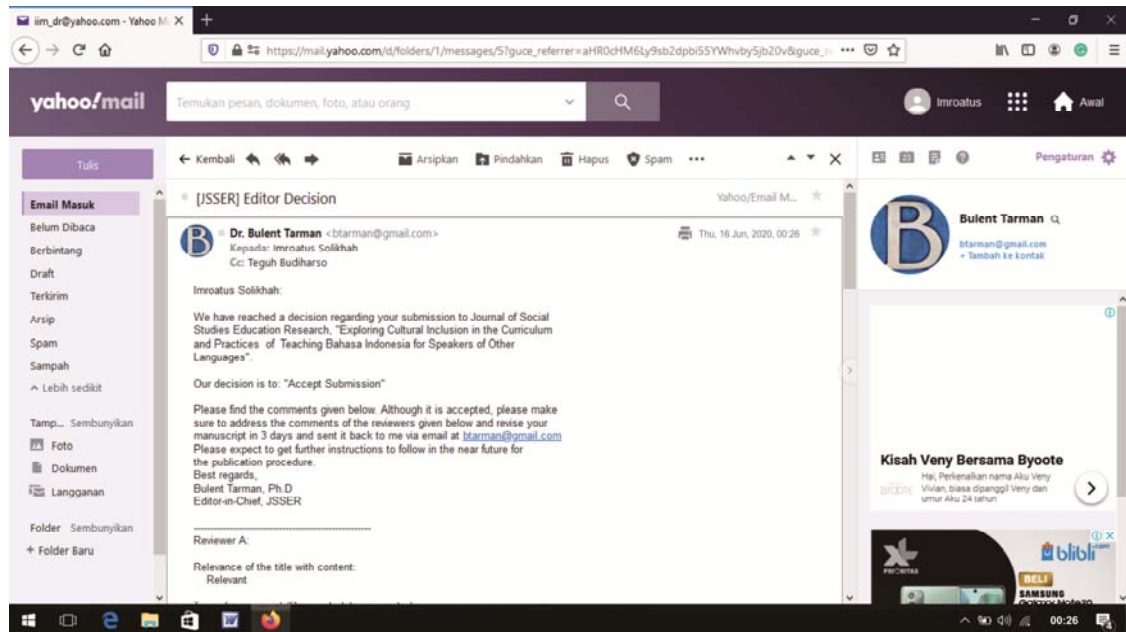 iim_dr@yahoo.com - Yahoo M
https://mail.yahoo.com/d/folders/1/messages/5?guce_referrer=
yahoo!mail
Temukan pesan, dokumen, foto, atau orang
Imroatus
Awal
Tulis
Email Masuk
Belum Dibaca
Berbintang
Draft
Terkirim
Arsip
Spam
Sampah
Lebih sedikit
Tamp... Sembunyikan
Foto
Dokumen
Langganan
Folder Sembunyikan
+ Folder Baru
Kembali
Arsipkan
Pindahkan
Hapus
Spam
[JSSER] Editor Decision
Yahoo/Email M...
B
Dr. Bulent Tarman <btarman@gmail.com>
Thu, 16 Jun, 2020, 00:26
Kepada: Imroatus Solikhah
Cc: Teguh Budiharso
Imroatus Solikhah:
We have reached a decision regarding your submission to Journal of Social
Studies Education Research, "Exploring Cultural Inclusion in the Curriculum
and Practices of Teaching Bahasa Indonesia for Speakers of Other
Languages".
Our decision is to: "Accept Submission"
Please find the comments given below. Although it is accepted, please make
sure to address the comments of the reviewers given below and revise your
manuscript in 3 days and sent it back to me via email at btarman@gmail.com
Please expect to get further instructions to follow in the near future for
the publication procedure.
Best regards,
Bulent Tarman, Ph.D
Editor-in-Chief, JSSER
Reviewer A:
Relevance of the title with content:
Relevant
Pengaturan
B
Bulent Tarman
btarman@gmail.com
+ Tambah ke kontak
Kisah Veny Bersama Byoote
Hai, Perkenalkan nama Aku Veny
Vivian, biasa dipanggil Veny dan
umur Aku 24 tahun
XL
PRIORITAS
blibli.com
BELI
SAMSUNG
00:26